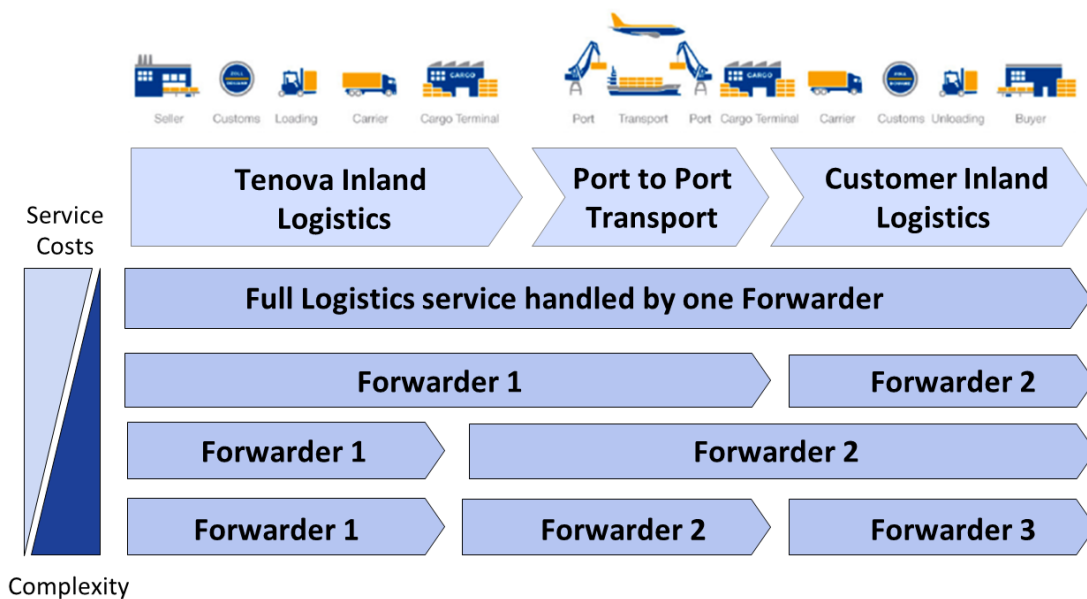 CARGO
CARGO
Seller
Customs
Loading
Carrier
Cargo Terminal
Port
Transport
Port
Cargo Terminal
Carrier
Customs
Unloading
Buyer
Tenova Inland
Logistics
Port to Port
Transport
Customer Inland
Logistics
Service
Costs
Full Logistics service handled by one Forwarder
Forwarder 1
Forwarder 2
Forwarder 1
Forwarder 2
Forwarder 1
Forwarder 2
Forwarder 3
Complexity